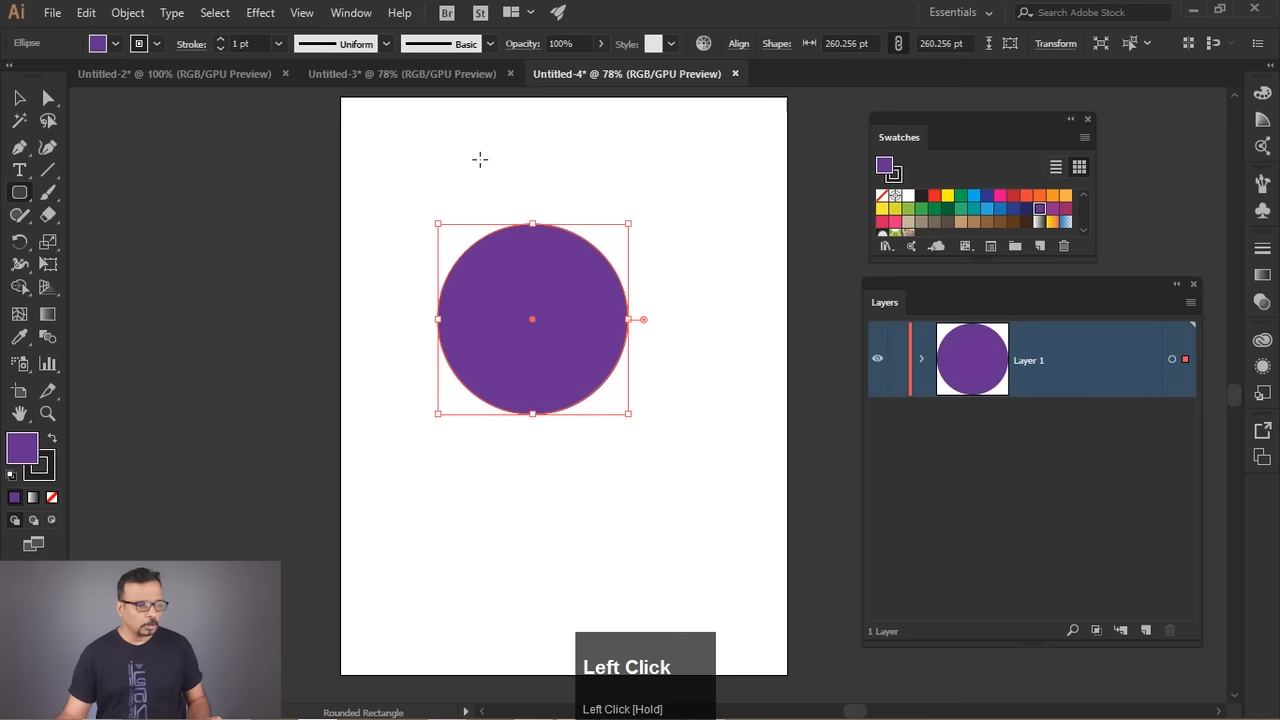 Ai File Edit Object Type Select Effect View Window Help Br St Essentials Search Adobe Stock
Ellipse Stroke: 1 pt Uniform Basic Opacity: 100% Style: Align Shape: 260.256 pt 260.256 pt Transform
Untitled-2* @ 100% (RGB/GPU Preview) Untitled-3* @ 78% (RGB/GPU Preview) Untitled-4* @ 78% (RGB/GPU Preview)
Swatches
Layers
Layer 1
1 Layer
Left Click
Left Click [Hold]
Rounded Rectangle